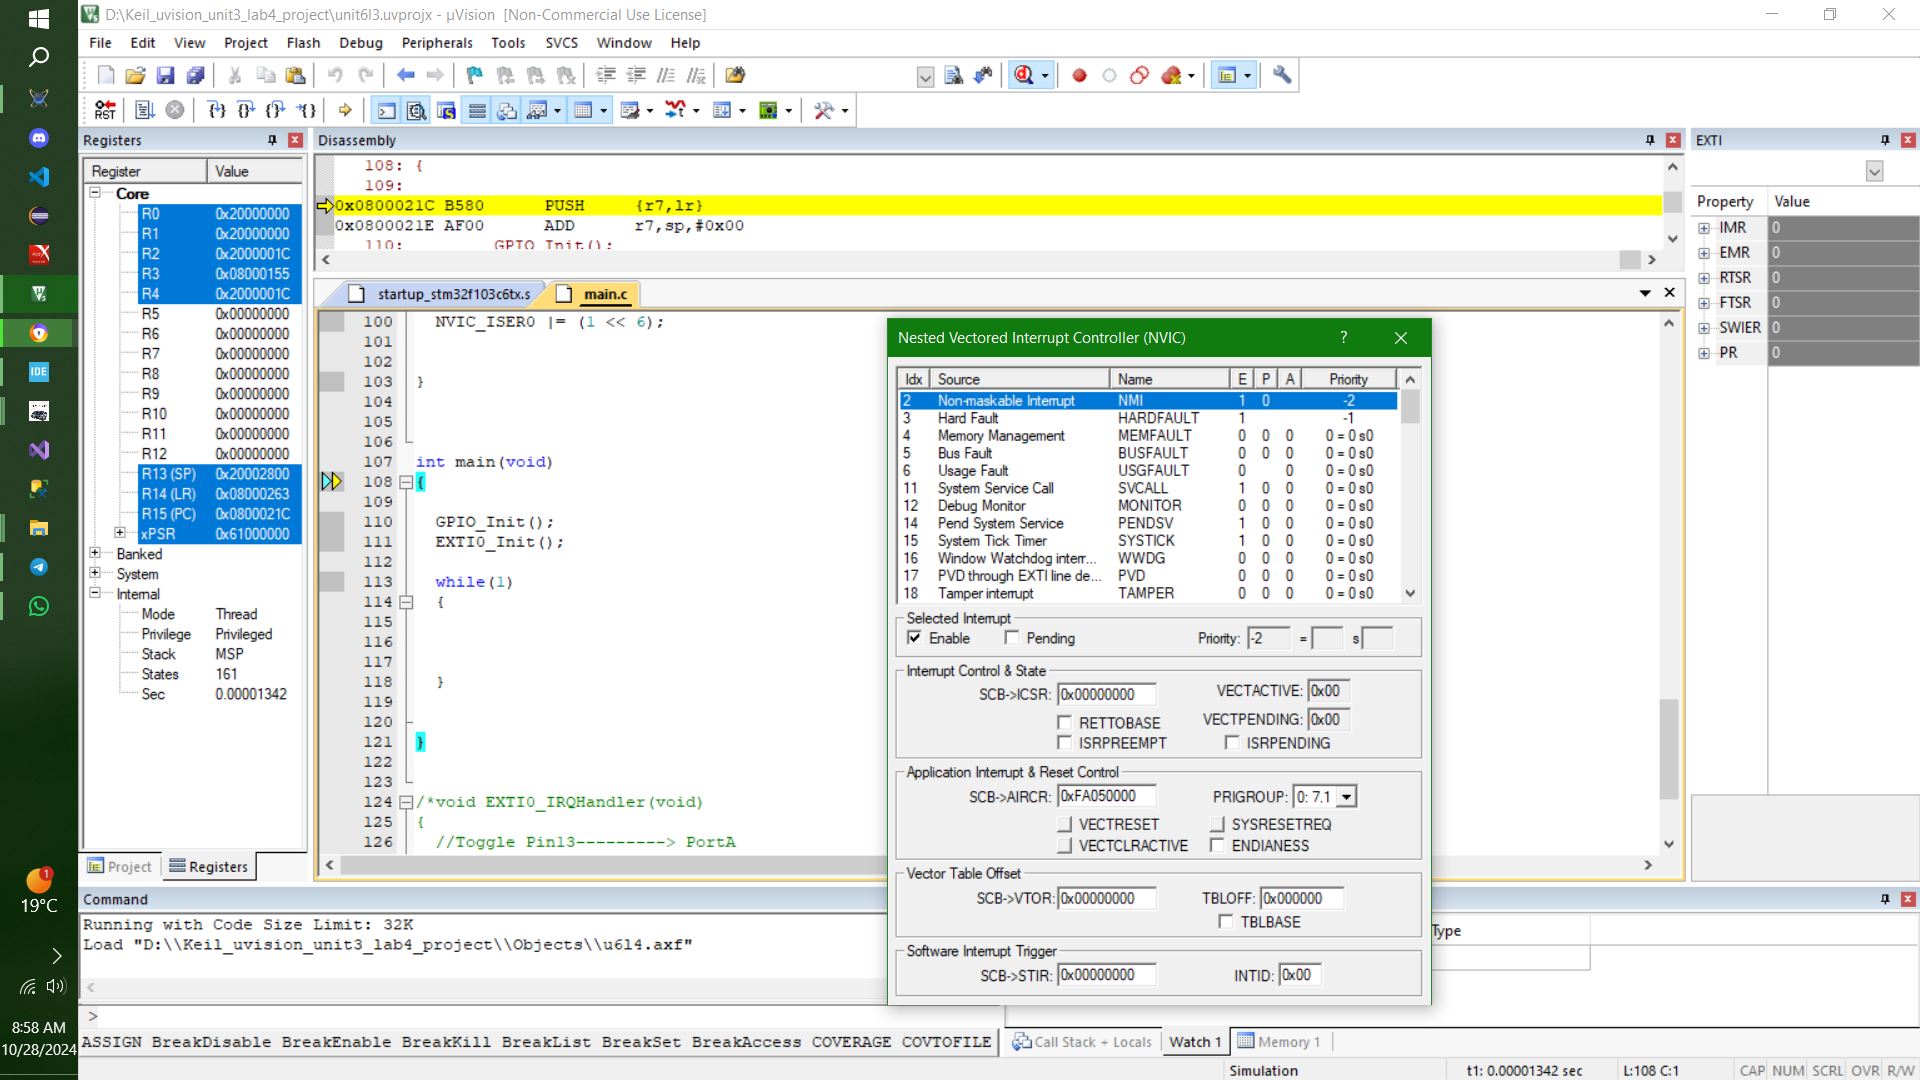 D:\Keil_uvision_unit3_lab4_project\unit6l3.uvprojx - µVision [Non-Commercial Use License]
File Edit View Project Flash Debug Peripherals Tools SVCS Window Help
RST
Registers
Register Value
Core
R0 0x20000000
R1 0x20000000
R2 0x2000001C
R3 0x08000155
R4 0x2000001C
R5 0x00000000
R6 0x00000000
R7 0x00000000
R8 0x00000000
R9 0x00000000
R10 0x00000000
R11 0x00000000
R12 0x00000000
R13 (SP) 0x20002800
R14 (LR) 0x08000263
R15 (PC) 0x0800021C
xPSR 0x61000000
Banked
System
Internal
Mode Thread
Privilege Privileged
Stack MSP
States 161
Sec 0.00001342
Project Registers
Disassembly
108: {
109:
0x0800021C B580 PUSH {r7,lr}
0x0800021E AF00 ADD r7,sp,#0x00
110: GPIO_Init();
startup_stm32f103c6tx.s main.c
100 NVIC_ISER0 |= (1 << 6);
101
102
103 }
104
105
106
107 int main(void)
108 {
109
110 GPIO_Init();
111 EXTI0_Init();
112
113 while(1)
114 {
115
116
117
118 }
119
120
121 }
122
123
124 /*void EXTI0_IRQHandler(void)
125 {
126 //Toggle Pin13---------> PortA
Nested Vectored Interrupt Controller (NVIC) ?
Idx Source Name E P A Priority
2 Non-maskable Interrupt NMI 1 0 -2
3 Hard Fault HARDFAULT 1 -1
4 Memory Management MEMFAULT 0 0 0 0 = 0 s0
5 Bus Fault BUSFAULT 0 0 0 0 = 0 s0
6 Usage Fault USGFAULT 0 0 0 = 0 s0
11 System Service Call SVCALL 1 0 0 0 = 0 s0
12 Debug Monitor MONITOR 0 0 0 0 = 0 s0
14 Pend System Service PENDSV 1 0 0 0 = 0 s0
15 System Tick Timer SYSTICK 1 0 0 0 = 0 s0
16 Window Watchdog interr... WWDG 0 0 0 0 = 0 s0
17 PVD through EXTI line de... PVD 0 0 0 0 = 0 s0
18 Tamper interrupt TAMPER 0 0 0 0 = 0 s0
Selected Interrupt
Enable Pending Priority: -2 = s
Interrupt Control & State
SCB->ICSR: 0x00000000 VECTACTIVE: 0x00
RETTOBASE VECTPENDING: 0x00
ISRPREEMPT ISRPENDING
Application Interrupt & Reset Control
SCB->AIRCR: 0xFA050000 PRIGROUP: 0: 7.1
VECTRESET SYSRESETREQ
VECTCLRACTIVE ENDIANESS
Vector Table Offset
SCB->VTOR: 0x00000000 TBLOFF: 0x000000
TBLBASE
Software Interrupt Trigger
SCB->STIR: 0x00000000 INTID: 0x00
EXTI
Property Value
IMR 0
EMR 0
RTSR 0
FTSR 0
SWIER 0
PR 0
Command
Running with Code Size Limit: 32K
Load "D:\\Keil_uvision_unit3_lab4_project\\Objects\\u6l4.axf"
>
ASSIGN BreakDisable BreakEnable BreakKill BreakList BreakSet BreakAccess COVERAGE COVTOFILE
Type
Call Stack + Locals Watch 1 Memory 1
Simulation t1: 0.00001342 sec L:108 C:1 CAP NUM SCRL OVR R/W
IDE
1
19°C
8:58 AM
10/28/2024